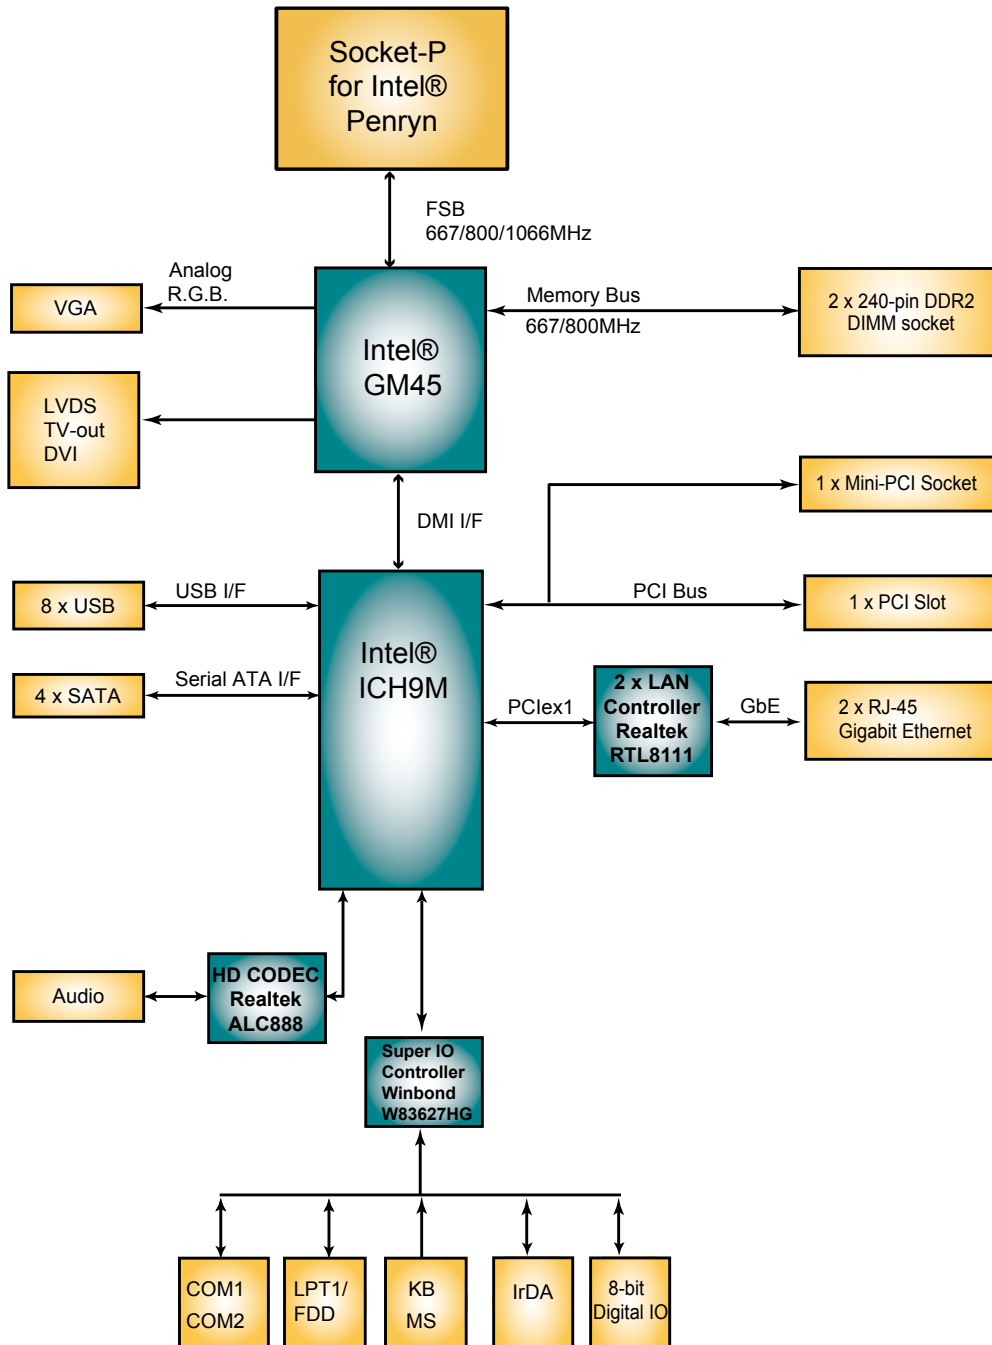 Socket-P
for Intel®
Penryn
FSB
667/800/1066MHz
Analog
R.G.B.
VGA
Intel®
GM45
Memory Bus
667/800MHz
2 x 240-pin DDR2
DIMM socket
LVDS
TV-out
DVI
DMI I/F
1 x Mini-PCI Socket
8 x USB
USB I/F
PCI Bus
1 x PCI Slot
Intel®
ICH9M
4 x SATA
Serial ATA I/F
PCIex1
2 x LAN
Controller
Realtek
RTL8111
GbE
2 x RJ-45
Gigabit Ethernet
Audio
HD CODEC
Realtek
ALC888
Super IO
Controller
Winbond
W83627HG
COM1
COM2
LPT1/
FDD
KB
MS
IrDA
8-bit
Digital IO